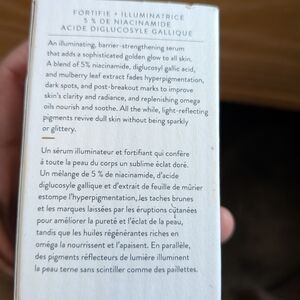 FORTIFIE + ILLUMINATRICE
5 % DE NIACINAMIDE
ACIDE DIGLUCOSYLE GALLIQUE
An illuminating, barrier-strengthening serum
that adds a sophisticated golden glow to all skin.
A blend of 5% niacinamide, diglucosyl gallic acid,
and mulberry leaf extract fades hyperpigmentation,
dark spots, and post-breakout marks to improve
skin's clarity and radiance, and replenishing omega
oils nourish and soothe. All the while, light-reflecting
pigments revive dull skin without being sparkly
or glittery.
Un sérum illuminateur et fortifiant qui confère
à toute la peau du corps un sublime éclat doré.
Un mélange de 5 % de niacinamide, d'acide
diglucosyle gallique et d'extrait de feuille de mûrier
estompe l'hyperpigmentation, les taches brunes
et les marques laissées par les éruptions cutanées
pour améliorer la pureté et l'éclat de la peau,
tandis que les huiles régénérantes riches en
oméga la nourrissent et l'apaisent. En parallèle,
des pigments réflecteurs de lumière illuminent
la peau terne sans scintiller comme des paillettes.